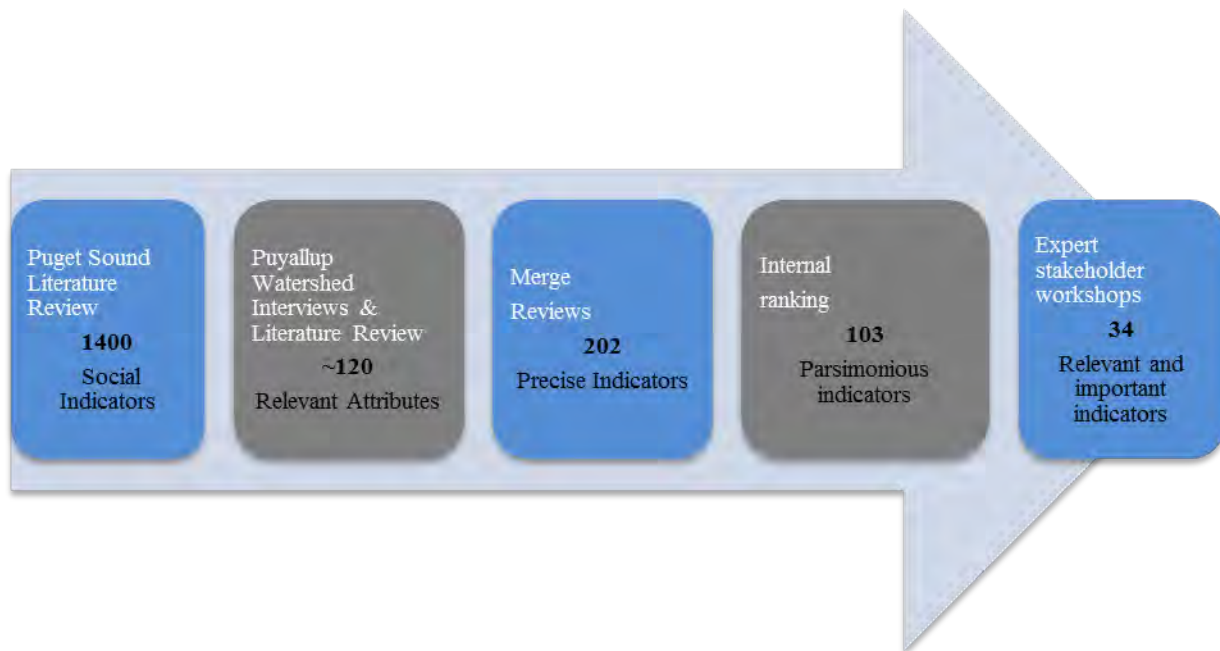 Puget Sound
Literature
Review
1400
Social
Indicators
Puyallup
Watershed
Interviews &
Literature Review
~120
Relevant Attributes
Merge
Reviews
202
Precise Indicators
Internal
ranking
103
Parsimonious
indicators
Expert
stakeholder
workshops
34
Relevant and
important
indicators